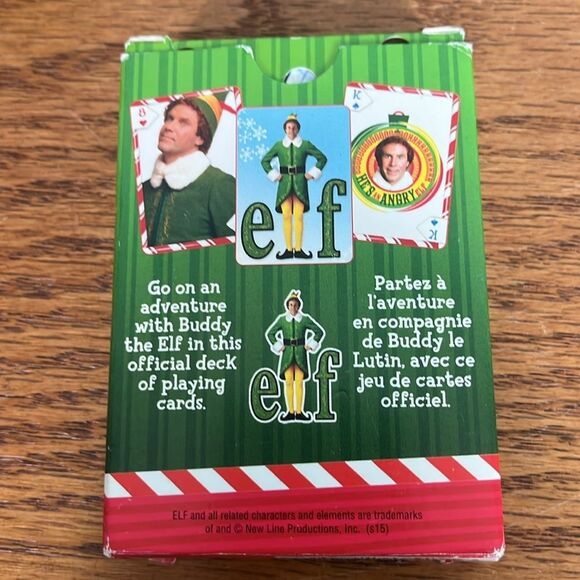 8
K
HE'S AN ANGRY ELF
K
elf
Go on an
adventure
with Buddy
the Elf in this
official deck
of playing
cards.
elf
Partez à
l'aventure
en compagnie
de Buddy le
Lutin, avec ce
jeu de cartes
officiel.
ELF and all related characters and elements are trademarks
of and © New Line Productions, Inc. (s15)